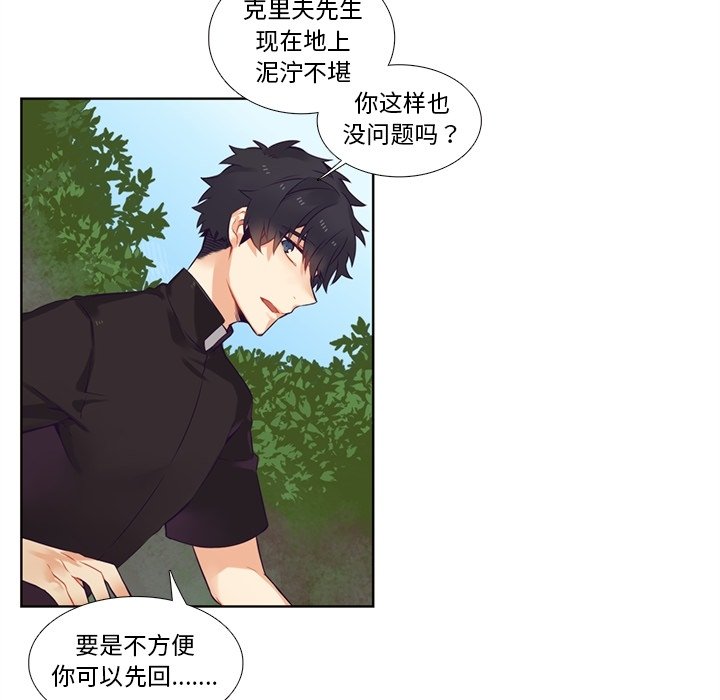 克里夫先生
现在地上
泥泞不堪
你这样也
没问题吗？
要是不方便
你可以先回.......